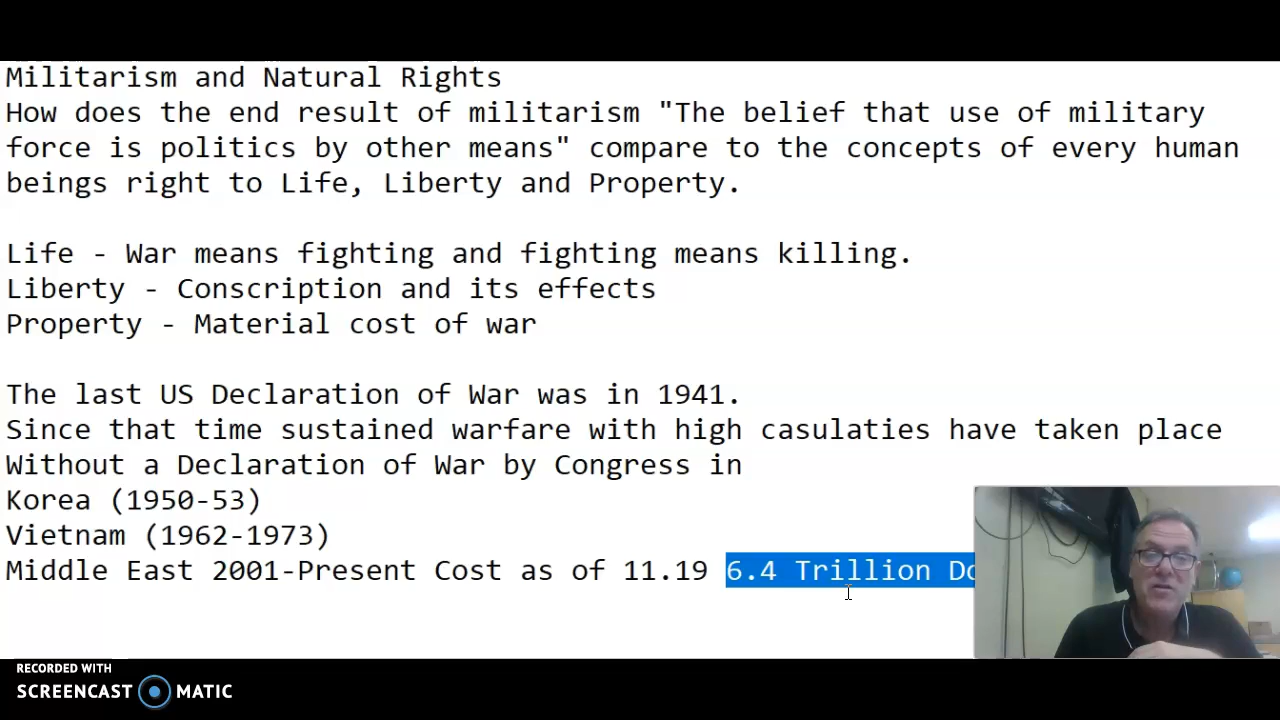 Militarism and Natural Rights
How does the end result of militarism "The belief that use of military
force is politics by other means" compare to the concepts of every human
beings right to Life, Liberty and Property.
Life - War means fighting and fighting means killing.
Liberty - Conscription and its effects
Property - Material cost of war
The last US Declaration of War was in 1941.
Since that time sustained warfare with high casulaties have taken place
Without a Declaration of War by Congress in
Korea (1950-53)
Vietnam (1962-1973)
Middle East 2001-Present Cost as of 11.19 6.4 Trillion
RECORDED WITH
SCREENCAST MATIC